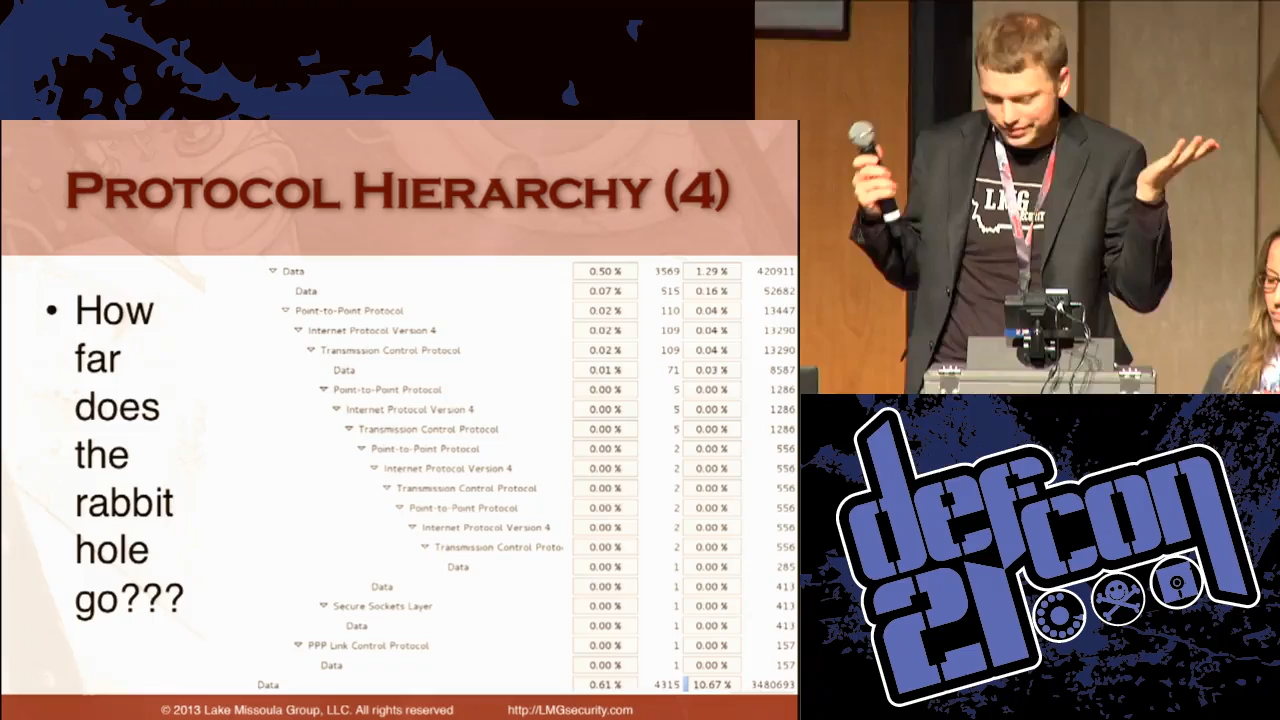 PROTOCOL HIERARCHY (4)
• How
far
does
the
rabbit
hole
go???
Data 0.50 % 3569 1.29 % 420911
Data 0.07 % 515 0.16 % 52682
Point-to-Point Protocol 0.02 % 110 0.04 % 13447
Internet Protocol Version 4 0.02 % 109 0.04 % 13290
Transmission Control Protocol 0.02 % 109 0.04 % 13290
Data 0.01 % 71 0.03 % 8587
Point-to-Point Protocol 0.00 % 5 0.00 % 1286
Internet Protocol Version 4 0.00 % 5 0.00 % 1286
Transmission Control Protocol 0.00 % 5 0.00 % 1286
Point-to-Point Protocol 0.00 % 2 0.00 % 556
Internet Protocol Version 4 0.00 % 2 0.00 % 556
Transmission Control Protocol 0.00 % 2 0.00 % 556
Point-to-Point Protocol 0.00 % 2 0.00 % 556
Internet Protocol Version 4 0.00 % 2 0.00 % 556
Transmission Control Proto 0.00 % 2 0.00 % 556
Data 0.00 % 1 0.00 % 285
Data 0.00 % 1 0.00 % 413
Secure Sockets Layer 0.00 % 1 0.00 % 413
Data 0.00 % 1 0.00 % 413
PPP Link Control Protocol 0.00 % 1 0.00 % 157
Data 0.00 % 1 0.00 % 157
Data 0.61 % 4315 10.67 % 3480693
© 2013 Lake Missoula Group, LLC. All rights reserved http://LMGsecurity.com
LMG
SECURITY
defcon
21